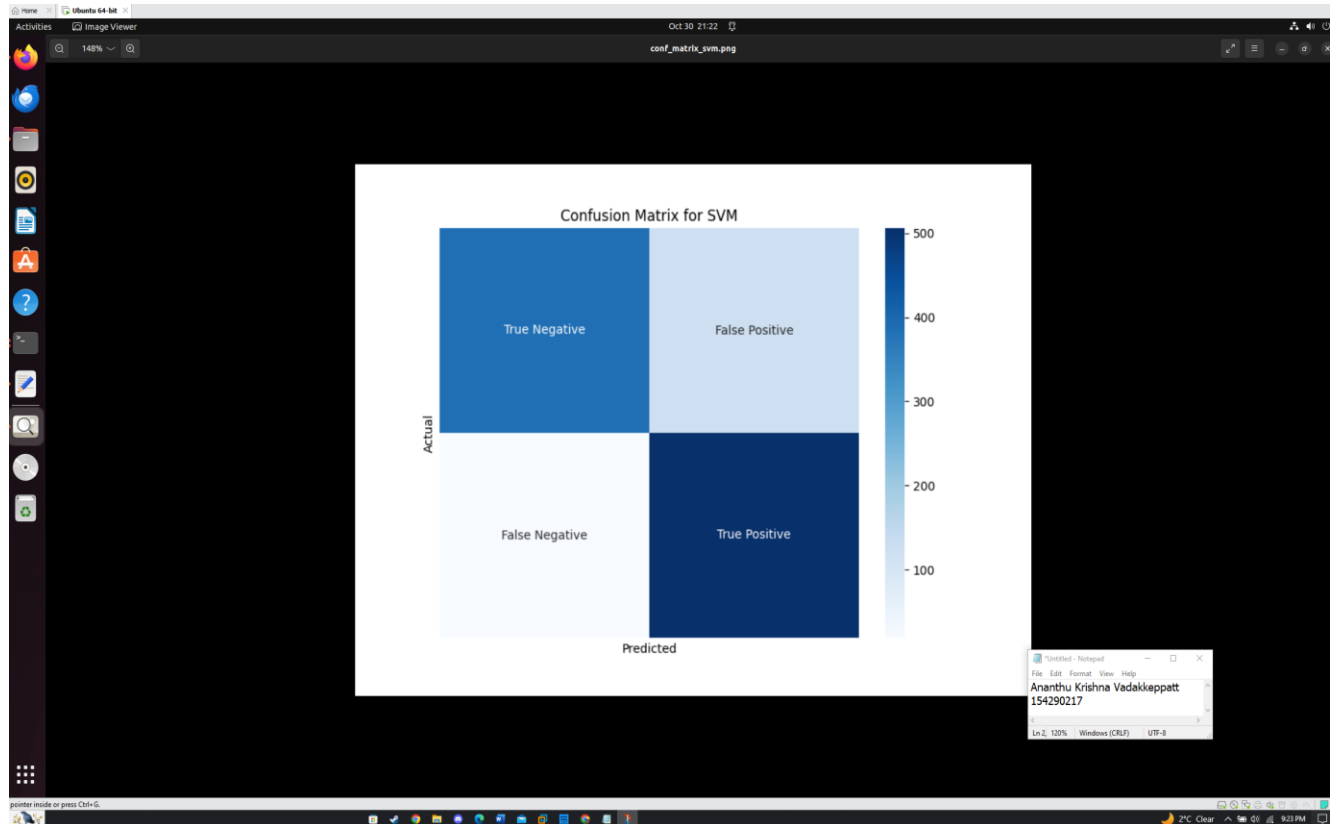 Home
Ubuntu 64-bit
Activities
Image Viewer
Oct 30 21:22
148%
conf_matrix_svm.png
Confusion Matrix for SVM
True Negative
False Positive
False Negative
True Positive
Actual
Predicted
500
400
300
200
100
*Untitled - Notepad
File Edit Format View Help
Ananthu Krishna Vadakkeppatt
154290217
Ln 2, 120% Windows (CRLF) UTF-8
pointer inside or press Ctrl+G.
2°C Clear
9:23 PM